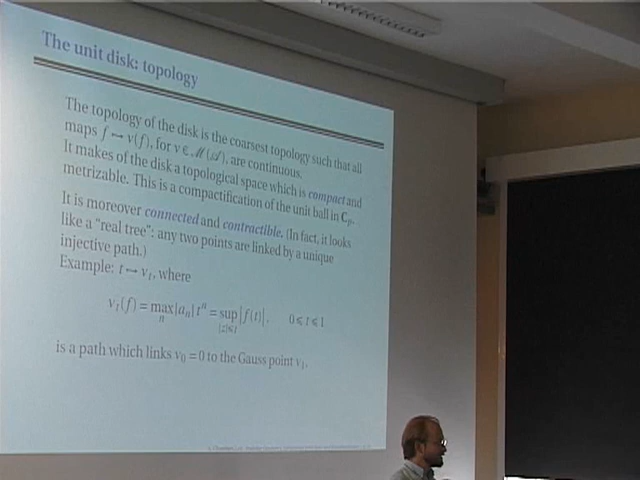 The unit disk: topology
The topology of the disk is the coarsest topology such that all
maps f ↦ v(f), for v ∈ ℳ(𝒜), are continuous.
It makes of the disk a topological space which is compact and
metrizable. This is a compactification of the unit ball in C_p.
It is moreover connected and contractible. (In fact, it looks
like a “real tree”: any two points are linked by a unique
injective path.)
Example: t ↦ v_t, where
v_t(f) = max_n |a_n| t^n = sup_{|z|⩽t} |f(t)|, 0 ⩽ t ⩽ 1
is a path which links v_0 = 0 to the Gauss point v_1.